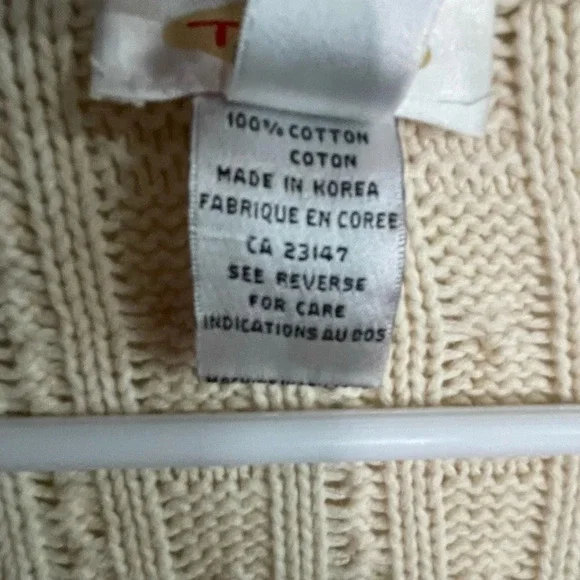 T
100% COTTON
COTON
MADE IN KOREA
FABRIQUE EN COREE
CA 23147
SEE REVERSE
FOR CARE
INDICATIONS AU DOS